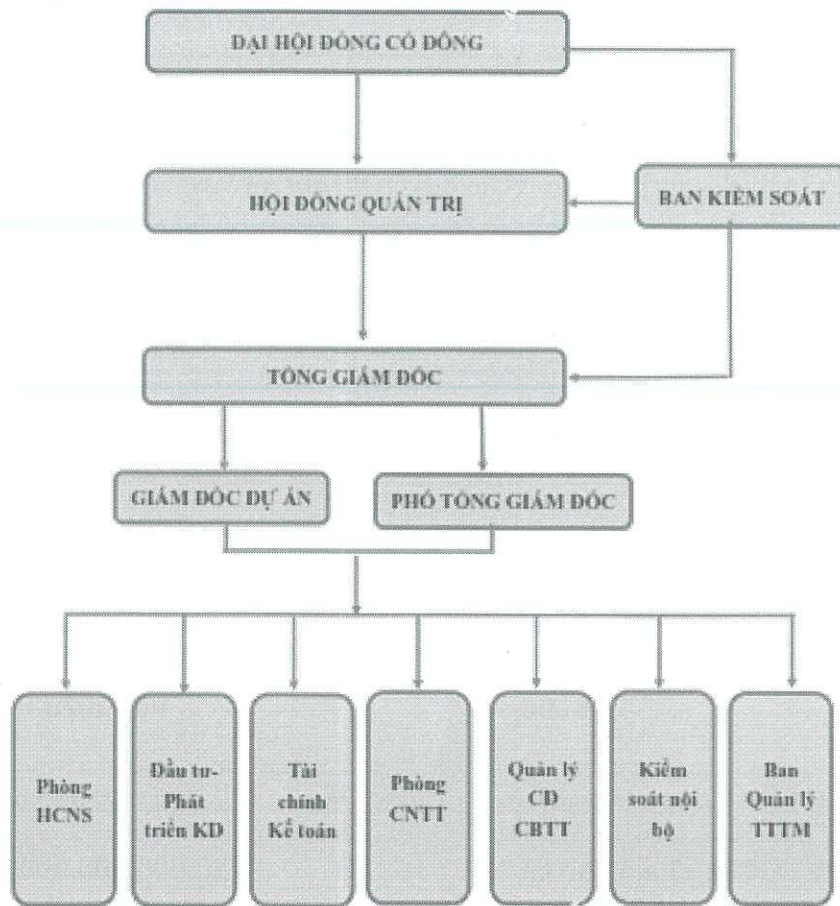 ĐẠI HỘI ĐỒNG CỔ ĐÔNG
HỘI ĐỒNG QUẢN TRỊ
BAN KIỂM SOÁT
TỔNG GIÁM ĐỐC
GIÁM ĐỐC DỰ ÁN
PHÓ TỔNG GIÁM ĐỐC
Phòng
HCNS
Đầu tư-
Phát
triển KD
Tài
chính
Kế toán
Phòng
CNTT
Quản lý
CĐ
CBTT
Kiểm
soát nội
bộ
Ban
Quản lý
TTTM